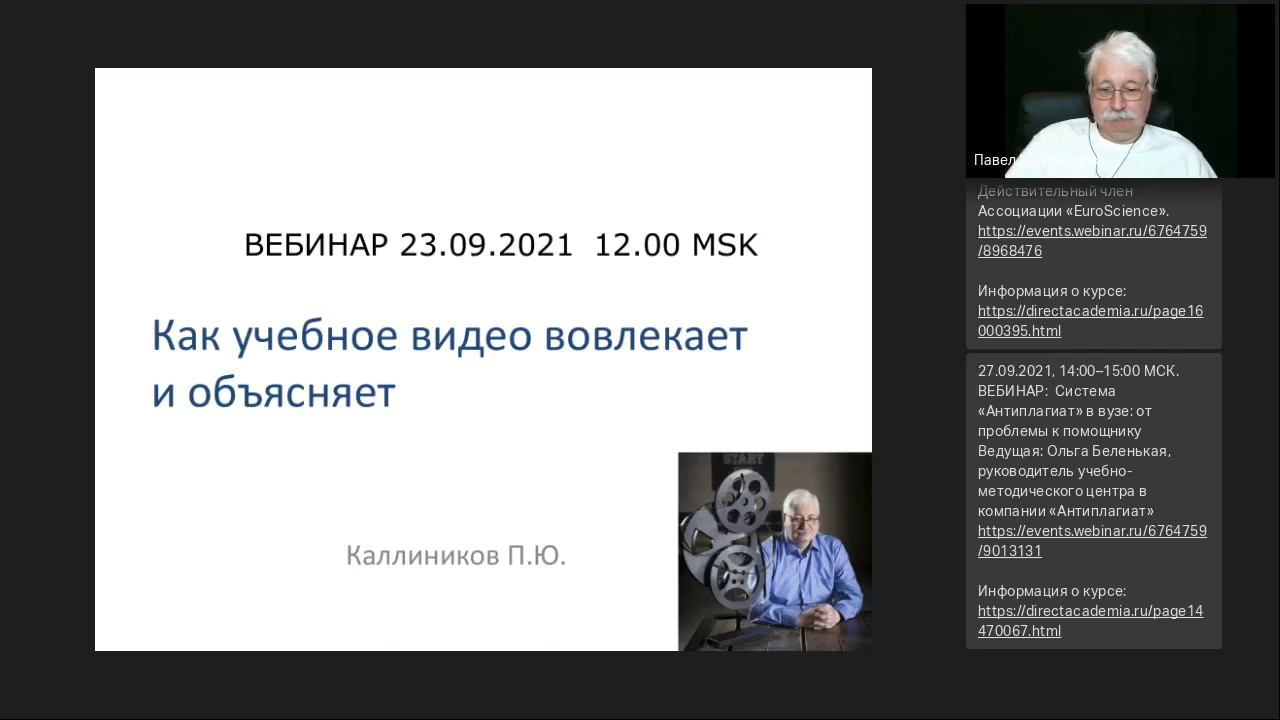 ВЕБИНАР 23.09.2021 12.00 MSK
Как учебное видео вовлекает
и объясняет
Каллиников П.Ю.
START
Павел
Действительный член
Ассоциации «EuroScience».
https://events.webinar.ru/6764759
/8968476
Информация о курсе:
https://directacademia.ru/page16
000395.html
27.09.2021, 14:00–15:00 МСК.
ВЕБИНАР: Система
«Антиплагиат» в вузе: от
проблемы к помощнику
Ведущая: Ольга Беленькая,
руководитель учебно-
методического центра в
компании «Антиплагиат»
https://events.webinar.ru/6764759
/9013131
Информация о курсе:
https://directacademia.ru/page14
470067.html